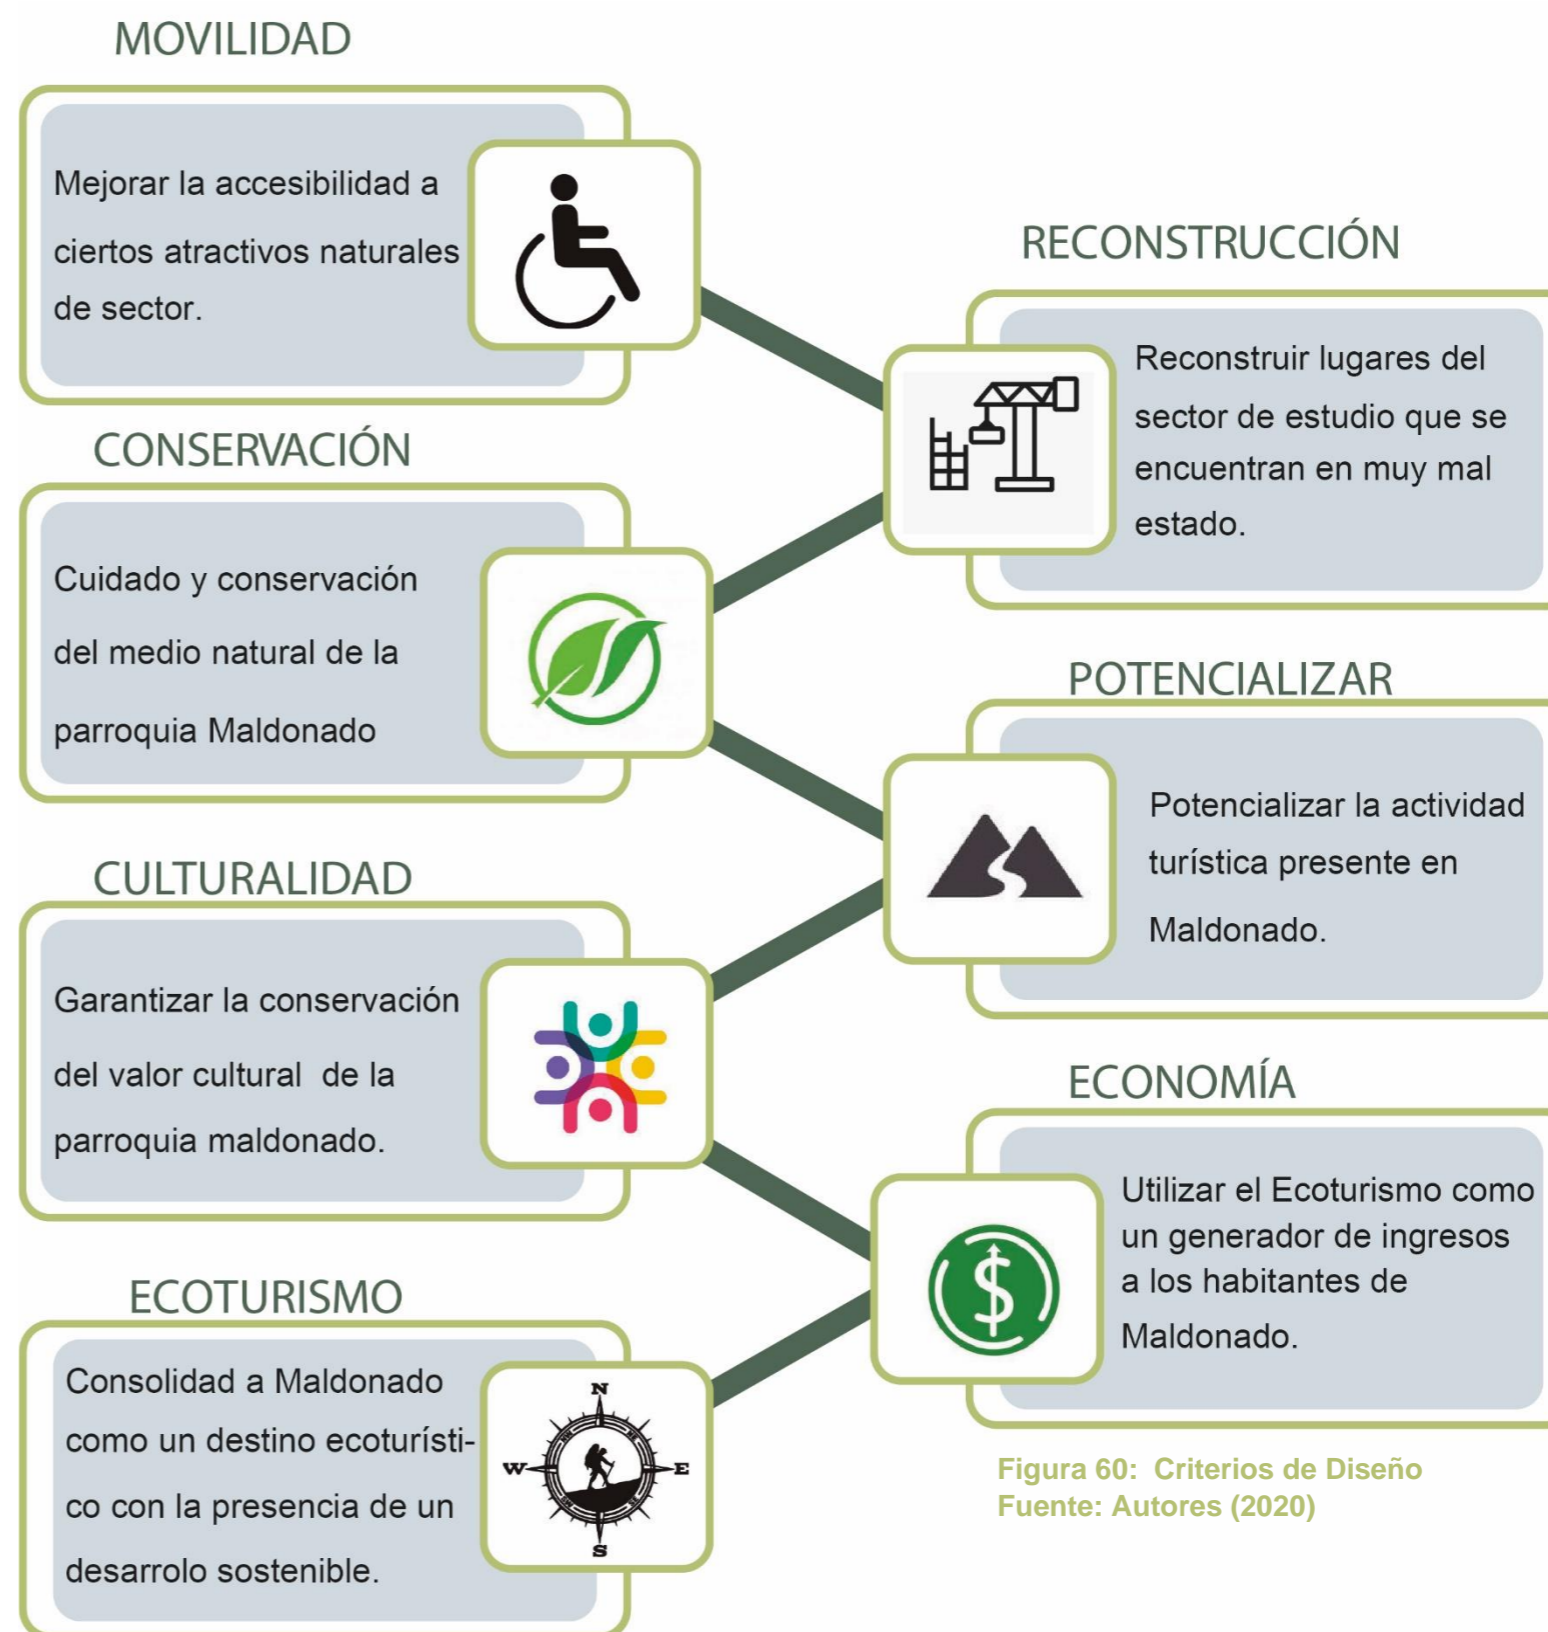 MOVILIDAD
Mejorar la accesibilidad a
ciertos atractivos naturales
de sector.
RECONSTRUCCIÓN
Reconstruir lugares del
sector de estudio que se
encuentran en muy mal
estado.
CONSERVACIÓN
Cuidado y conservación
del medio natural de la
parroquia Maldonado
POTENCIALIZAR
Potencializar la actividad
turística presente en
Maldonado.
CULTURALIDAD
Garantizar la conservación
del valor cultural de la
parroquia maldonado.
ECONOMÍA
Utilizar el Ecoturismo como
un generador de ingresos
a los habitantes de
Maldonado.
ECOTURISMO
Consolidad a Maldonado
como un destino ecoturísti-
co con la presencia de un
desarrolo sostenible.
N
NW NE
W E
SW SE
S
Figura 60: Criterios de Diseño
Fuente: Autores (2020)